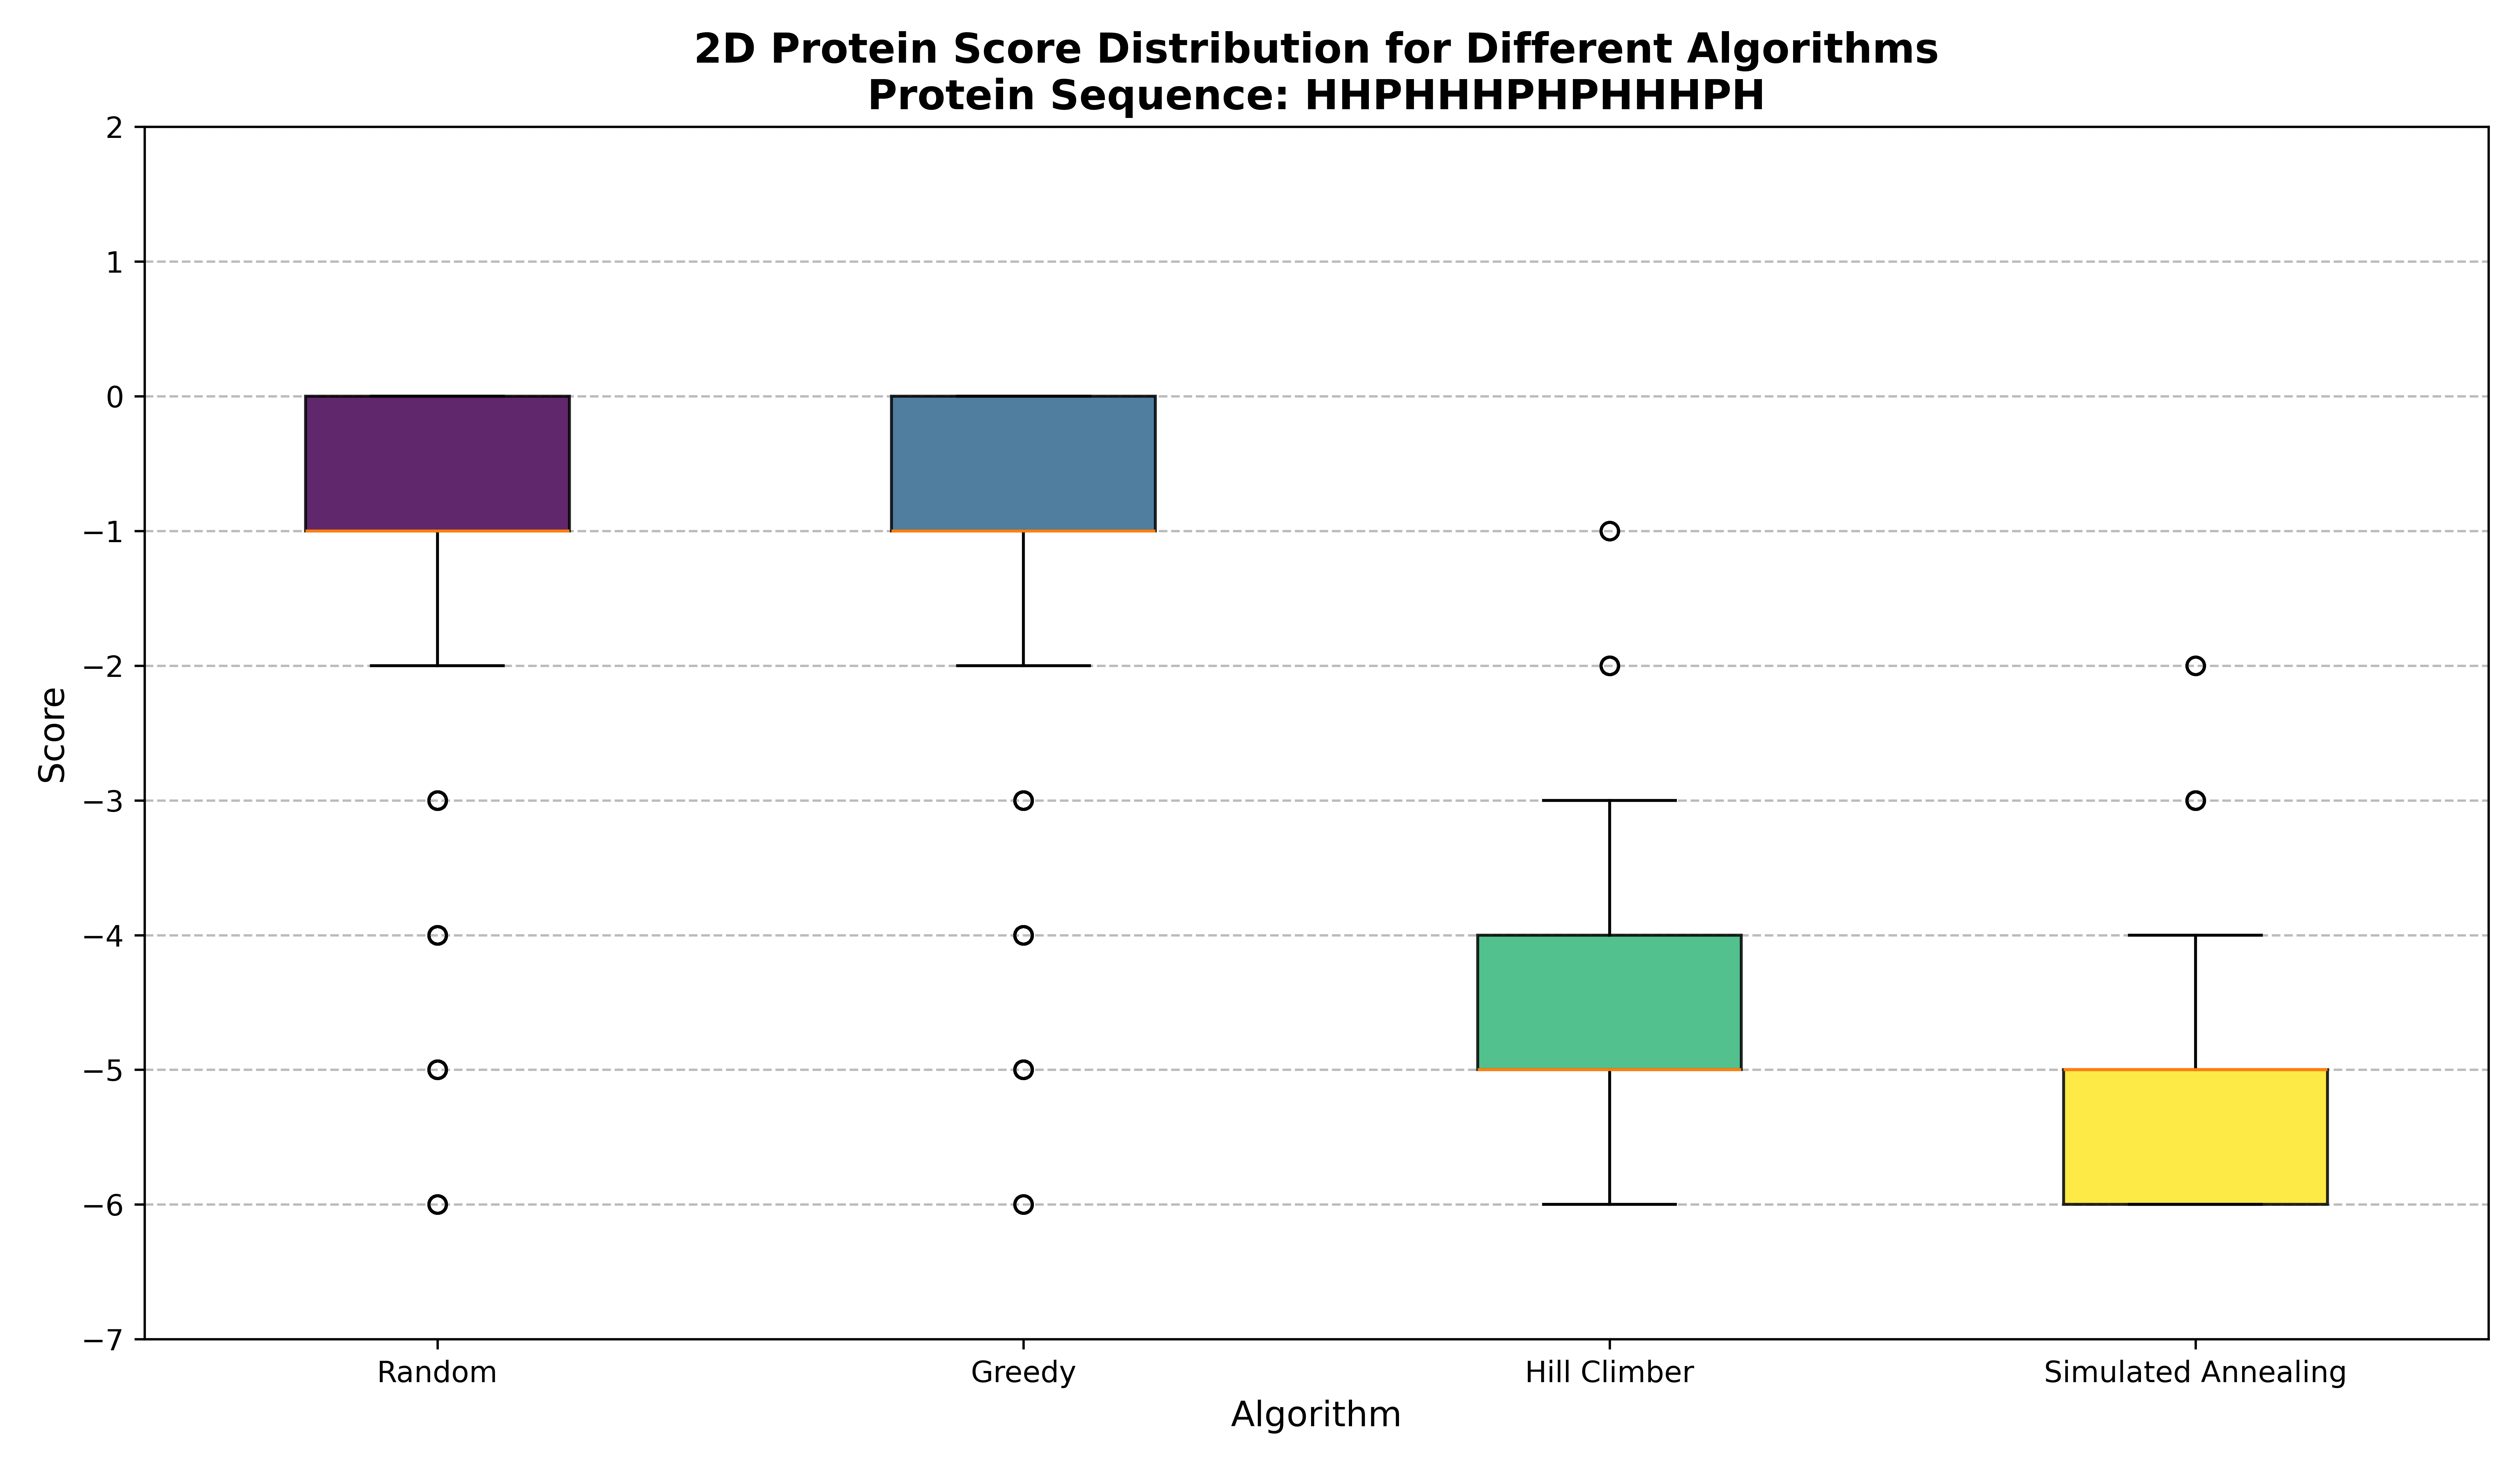 2D Protein Score Distribution for Different Algorithms
Protein Sequence: HHPHHHHPHPHHHHPH
2
1
0
−1
−2
−3
−4
−5
−6
−7
Score
Random
Greedy
Hill Climber
Simulated Annealing
Algorithm